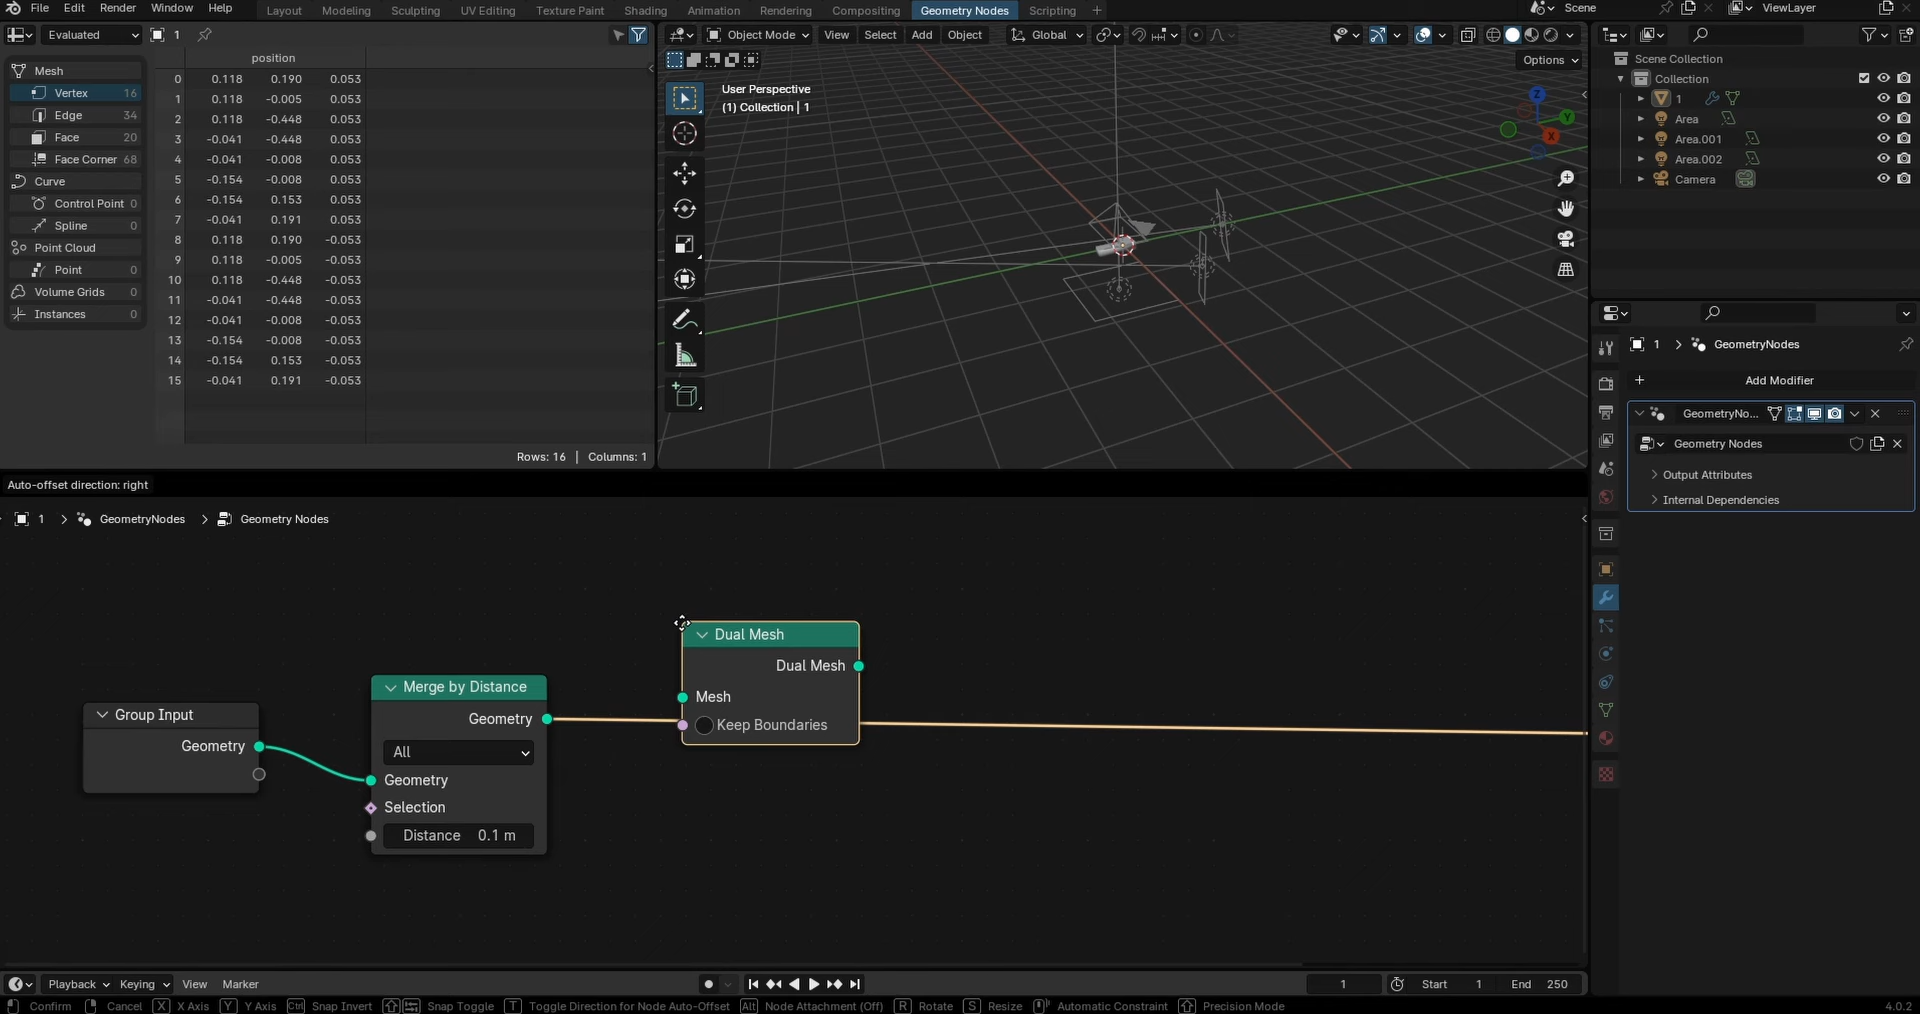 File Edit Render Window Help Layout Modeling Sculpting UV Editing Texture Paint Shading Animation Rendering Compositing Geometry Nodes Scripting Scene ViewLayer
Evaluated 1
Object Mode View Select Add Object Global
Options
position
Mesh
Vertex 16
Edge 34
Face 20
Face Corner 68
Curve
Control Point 0
Spline 0
Point Cloud
Point 0
Volume Grids 0
Instances 0
0 0.118 0.190 0.053
1 0.118 -0.005 0.053
2 0.118 -0.448 0.053
3 -0.041 -0.448 0.053
4 -0.041 -0.008 0.053
5 -0.154 -0.008 0.053
6 -0.154 0.153 0.053
7 -0.041 0.191 0.053
8 0.118 0.190 -0.053
9 0.118 -0.005 -0.053
10 0.118 -0.448 -0.053
11 -0.041 -0.448 -0.053
12 -0.041 -0.008 -0.053
13 -0.154 -0.008 -0.053
14 -0.154 0.153 -0.053
15 -0.041 0.191 -0.053
Rows: 16 | Columns: 1
User Perspective
(1) Collection | 1
Z
Y
X
Scene Collection
Collection
1
Area
Area.001
Area.002
Camera
1 GeometryNodes
Add Modifier
GeometryNo...
Geometry Nodes
Output Attributes
Internal Dependencies
Auto-offset direction: right
1 GeometryNodes Geometry Nodes
Group Input
Geometry
Merge by Distance
Geometry
All
Geometry
Selection
Distance 0.1 m
Dual Mesh
Dual Mesh
Mesh
Keep Boundaries
Playback Keying View Marker 1 Start 1 End 250
Confirm Cancel X X Axis Y Y Axis Ctrl Snap Invert Snap Toggle T Toggle Direction for Node Auto-Offset Alt Node Attachment (Off) R Rotate S Resize Automatic Constraint Precision Mode 4.0.2